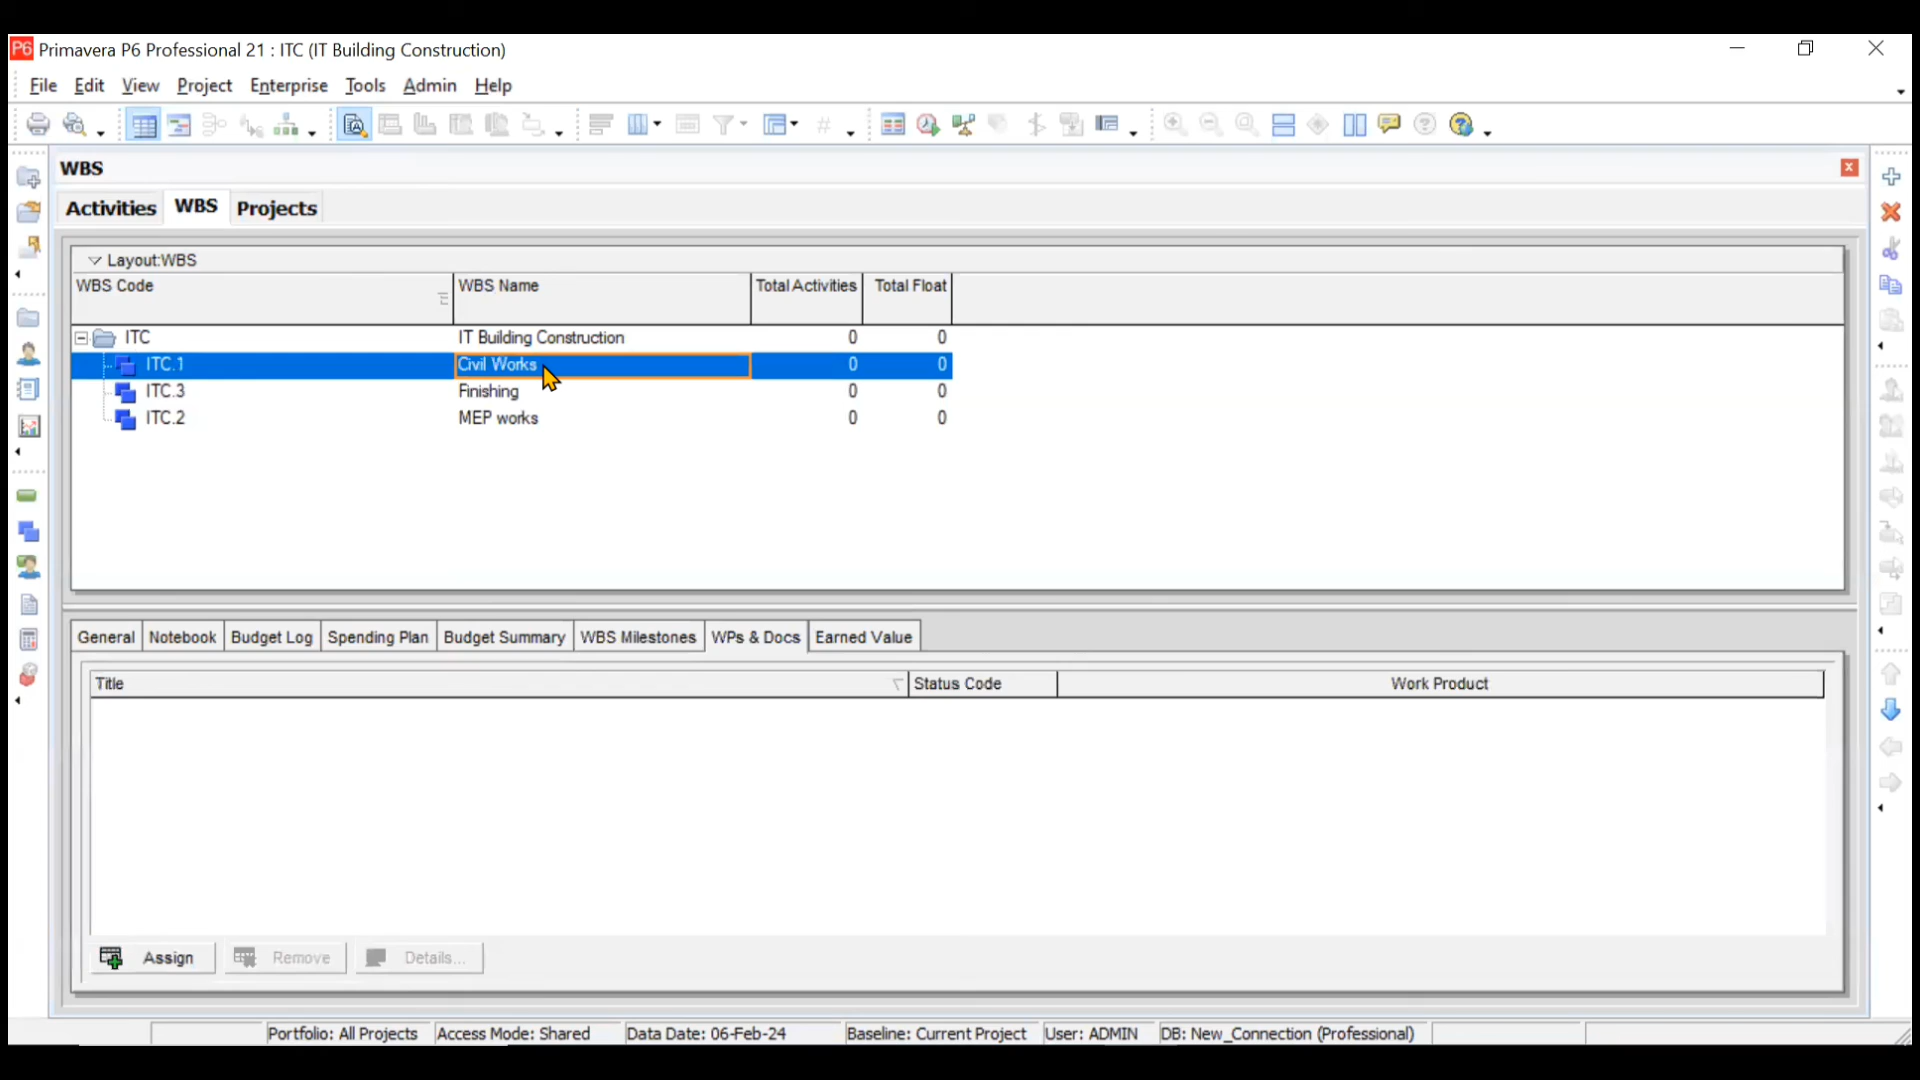 P6 Primavera P6 Professional 21 : ITC (IT Building Construction)
File Edit View Project Enterprise Tools Admin Help
WBS
Activities WBS Projects
Layout:WBS
WBS Code WBS Name Total Activities Total Float
ITC IT Building Construction 0 0
ITC.1 Civil Works 0 0
ITC.3 Finishing 0 0
ITC.2 MEP works 0 0
General Notebook Budget Log Spending Plan Budget Summary WBS Milestones WPs & Docs Earned Value
Title Status Code Work Product
Assign Remove Details...
Portfolio: All Projects Access Mode: Shared Data Date: 06-Feb-24 Baseline: Current Project User: ADMIN DB: New_Connection (Professional)